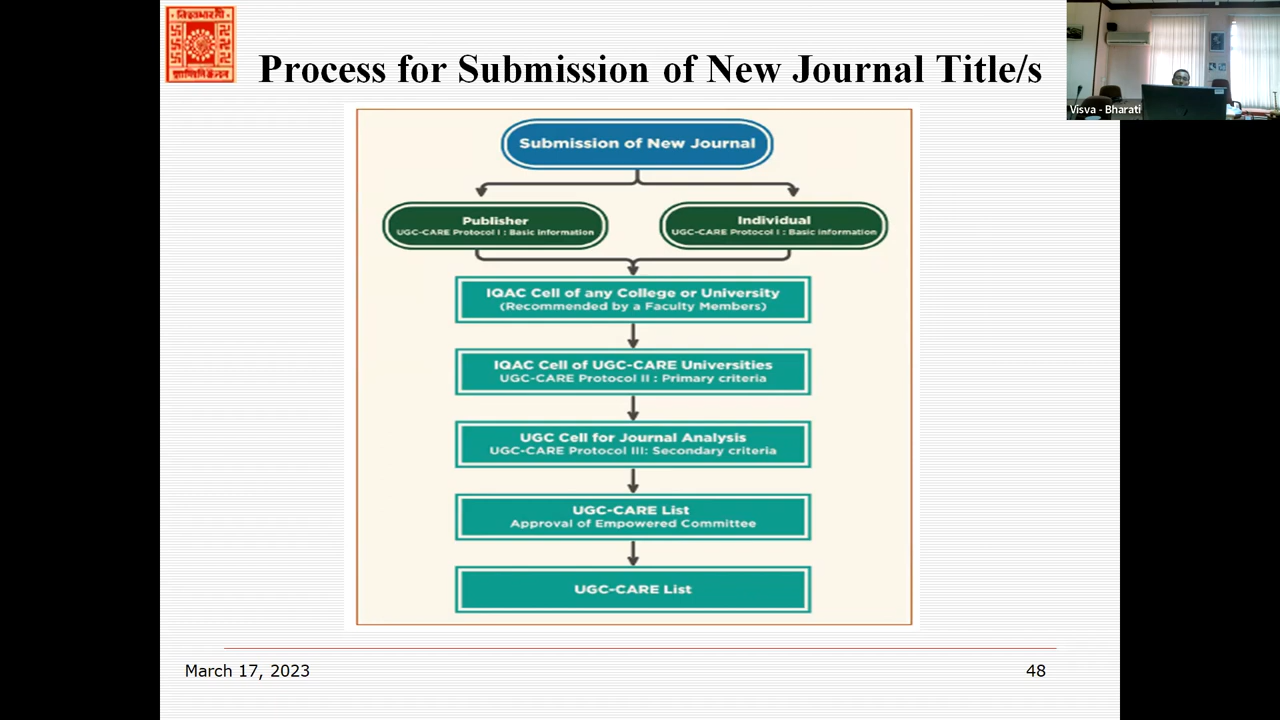 বিশ্বভারতী
শান্তিনিকেতন
Process for Submission of New Journal Title/s
Visva - Bharati
Submission of New Journal
Publisher
UGC-CARE Protocol I : Basic information
Individual
UGC-CARE Protocol I : Basic information
IQAC Cell of any College or University
(Recommended by a Faculty Members)
IQAC Cell of UGC-CARE Universities
UGC-CARE Protocol II : Primary criteria
UGC Cell for Journal Analysis
UGC-CARE Protocol III: Secondary criteria
UGC-CARE List
Approval of Empowered Committee
UGC-CARE List
March 17, 2023
48